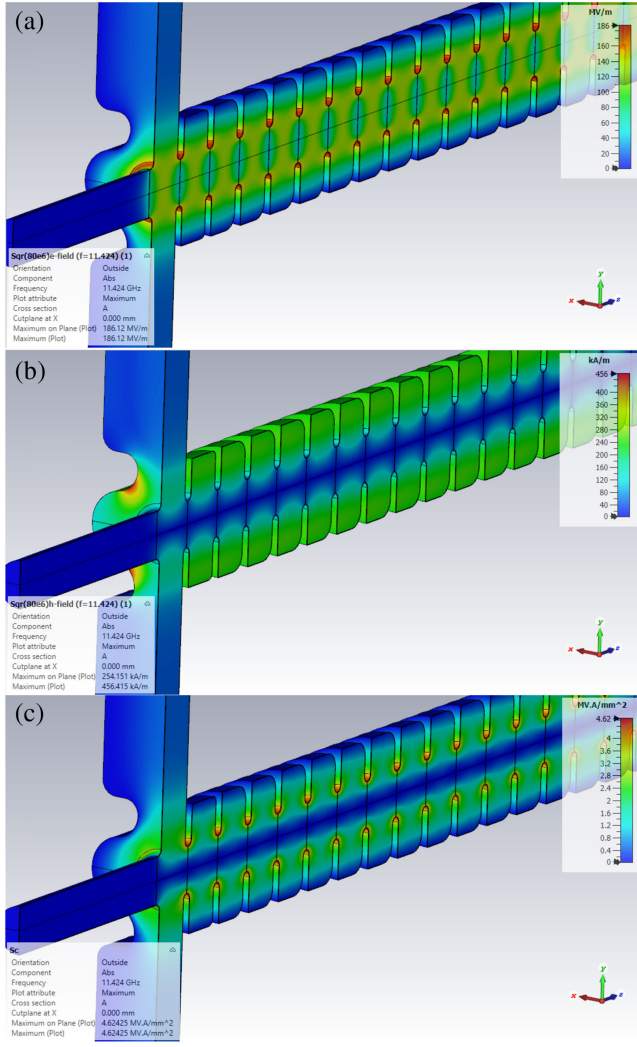 (a)
MV/m
186
160
140
120
100
80
60
40
20
0
Sqr(80e6)e-field (f=11.424) (1)
Orientation Outside
Component Abs
Frequency 11.424 GHz
Plot attribute Maximum
Cross section A
Cutplane at X 0.000 mm
Maximum on Plane (Plot) 186.12 MV/m
Maximum (Plot) 186.12 MV/m
y
x z
(b)
kA/m
456
400
360
320
280
240
200
160
120
80
40
0
Sqr(80e6)h-field (f=11.424) (1)
Orientation Outside
Component Abs
Frequency 11.424 GHz
Plot attribute Maximum
Cross section A
Cutplane at X 0.000 mm
Maximum on Plane (Plot) 254.151 kA/m
Maximum (Plot) 456.415 kA/m
y
x z
(c)
MV.A/mm^2
4.62
4
3.6
3.2
2.8
2.4
2
1.6
1.2
0.8
0.4
0
Sc
Orientation Outside
Component Abs
Frequency 11.424 GHz
Plot attribute Maximum
Cross section A
Cutplane at X 0.000 mm
Maximum on Plane (Plot) 4.62425 MV.A/mm^2
Maximum (Plot) 4.62425 MV.A/mm^2
y
x z